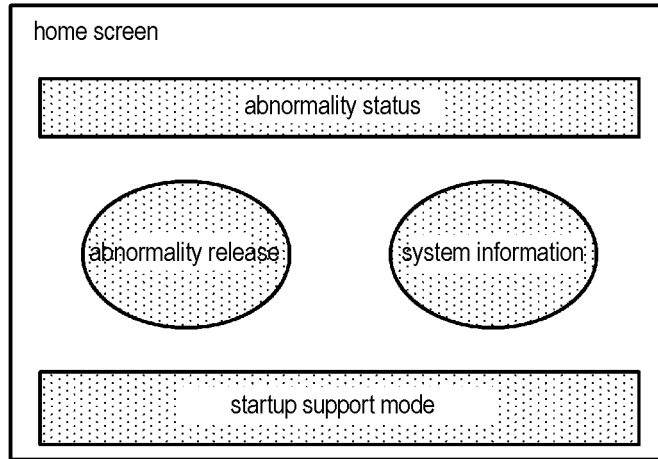 home screen
abnormality status
abnormality release
system information
startup support mode